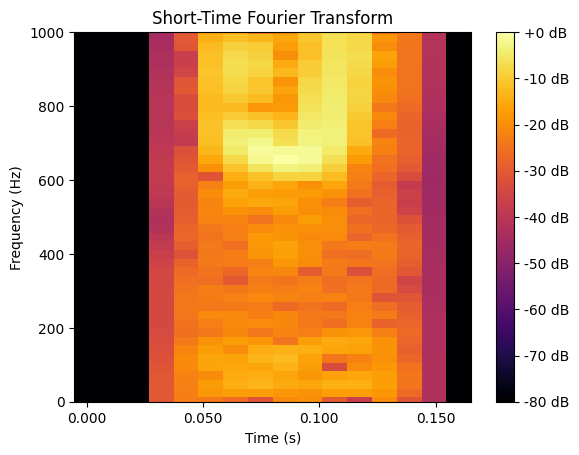 Short-Time Fourier Transform
1000
800
600
400
200
0
Frequency (Hz)
0.000
0.050
0.100
0.150
Time (s)
+0 dB
-10 dB
-20 dB
-30 dB
-40 dB
-50 dB
-60 dB
-70 dB
-80 dB